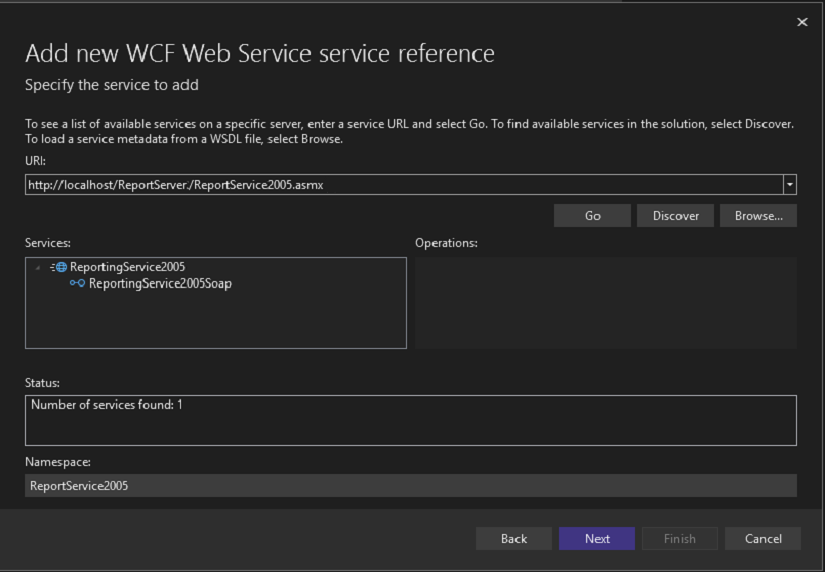 Add new WCF Web Service service reference
Specify the service to add
To see a list of available services on a specific server, enter a service URL and select Go. To find available services in the solution, select Discover.
To load a service metadata from a WSDL file, select Browse.
URI:
http://localhost/ReportServer/ReportService2005.asmx
Go Discover Browse...
Services: Operations:
ReportingService2005
ReportingService2005Soap
Status:
Number of services found: 1
Namespace:
ReportService2005
Back Next Finish Cancel